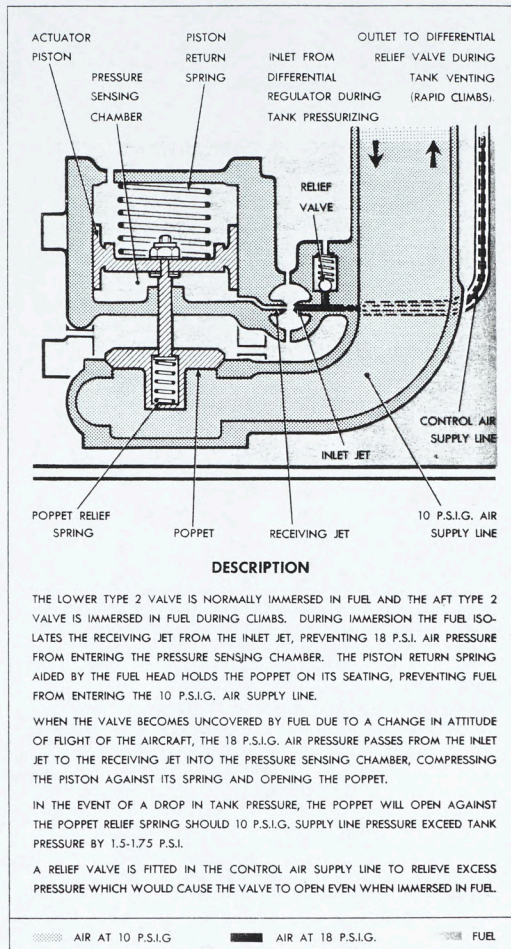 ACTUATOR PISTON
PRESSURE SENSING CHAMBER
PISTON RETURN SPRING
INLET FROM DIFFERENTIAL REGULATOR DURING TANK PRESSURIZING
OUTLET TO DIFFERENTIAL RELIEF VALVE DURING TANK VENTING (RAPID CLIMBS).
RELIEF VALVE
CONTROL AIR SUPPLY LINE
INLET JET
POPPET RELIEF SPRING
POPPET
RECEIVING JET
10 P.S.I.G. AIR SUPPLY LINE
DESCRIPTION
THE LOWER TYPE 2 VALVE IS NORMALLY IMMERSED IN FUEL AND THE AFT TYPE 2
VALVE IS IMMERSED IN FUEL DURING CLIMBS. DURING IMMERSION THE FUEL ISO-
LATES THE RECEIVING JET FROM THE INLET JET, PREVENTING 18 P.S.I. AIR PRESSURE
FROM ENTERING THE PRESSURE SENSING CHAMBER. THE PISTON RETURN SPRING
AIDED BY THE FUEL HEAD HOLDS THE POPPET ON ITS SEATING, PREVENTING FUEL
FROM ENTERING THE 10 P.S.I.G. AIR SUPPLY LINE.
WHEN THE VALVE BECOMES UNCOVERED BY FUEL DUE TO A CHANGE IN ATTITUDE
OF FLIGHT OF THE AIRCRAFT, THE 18 P.S.I.G. AIR PRESSURE PASSES FROM THE INLET
JET TO THE RECEIVING JET INTO THE PRESSURE SENSING CHAMBER, COMPRESSING
THE PISTON AGAINST ITS SPRING AND OPENING THE POPPET.
IN THE EVENT OF A DROP IN TANK PRESSURE, THE POPPET WILL OPEN AGAINST
THE POPPET RELIEF SPRING SHOULD 10 P.S.I.G. SUPPLY LINE PRESSURE EXCEED TANK
PRESSURE BY 1.5-1.75 P.S.I.
A RELIEF VALVE IS FITTED IN THE CONTROL AIR SUPPLY LINE TO RELIEVE EXCESS
PRESSURE WHICH WOULD CAUSE THE VALVE TO OPEN EVEN WHEN IMMERSED IN FUEL.
AIR AT 10 P.S.I.G
AIR AT 18 P.S.I.G.
FUEL